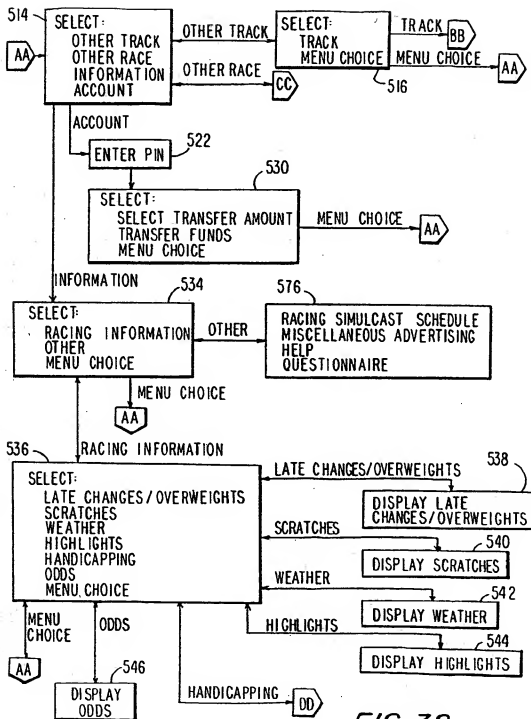 514
SELECT:
OTHER TRACK
OTHER RACE
INFORMATION
ACCOUNT
AA
OTHER TRACK
OTHER RACE
CC
SELECT:
TRACK
MENU CHOICE
516
TRACK
BB
MENU CHOICE
AA
ACCOUNT
522
ENTER PIN
530
SELECT:
SELECT TRANSFER AMOUNT
TRANSFER FUNDS
MENU CHOICE
MENU CHOICE
AA
INFORMATION
534
SELECT:
RACING INFORMATION
OTHER
MENU CHOICE
OTHER
576
RACING SIMULCAST SCHEDULE
MISCELLANEOUS ADVERTISING
HELP
QUESTIONNAIRE
MENU CHOICE
AA
RACING INFORMATION
536
SELECT:
LATE CHANGES/OVERWEIGHTS
SCRATCHES
WEATHER
HIGHLIGHTS
HANDICAPPING
ODDS
MENU CHOICE
LATE CHANGES/OVERWEIGHTS
538
DISPLAY LATE
CHANGES/OVERWEIGHTS
SCRATCHES
540
DISPLAY SCRATCHES
WEATHER
542
DISPLAY WEATHER
HIGHLIGHTS
544
DISPLAY HIGHLIGHTS
MENU
CHOICE
AA
ODDS
546
DISPLAY
ODDS
HANDICAPPING
DD